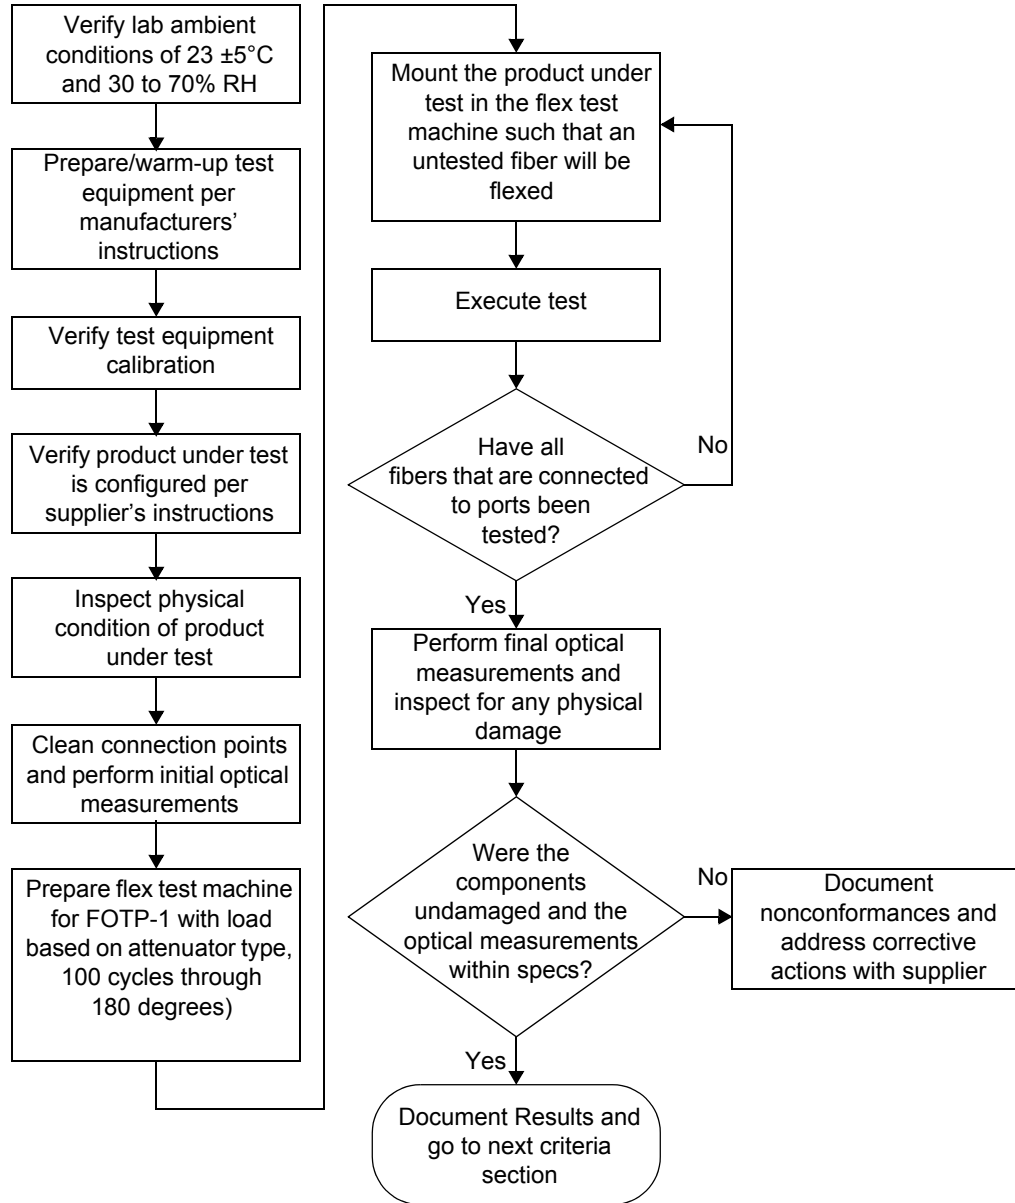 Verify lab ambient
conditions of 23 ±5°C
and 30 to 70% RH
Prepare/warm-up test
equipment per
manufacturers’
instructions
Verify test equipment
calibration
Verify product under test
is configured per
supplier’s instructions
Inspect physical
condition of product
under test
Clean connection points
and perform initial optical
measurements
Prepare flex test machine
for FOTP-1 with load
based on attenuator type,
100 cycles through
180 degrees)
Mount the product under
test in the flex test
machine such that an
untested fiber will be
flexed
Execute test
Have all
fibers that are connected
to ports been
tested?
No
Yes
Perform final optical
measurements and
inspect for any physical
damage
Were the
components
undamaged and the
optical measurements
within specs?
No
Document
nonconformances and
address corrective
actions with supplier
Yes
Document Results and
go to next criteria
section